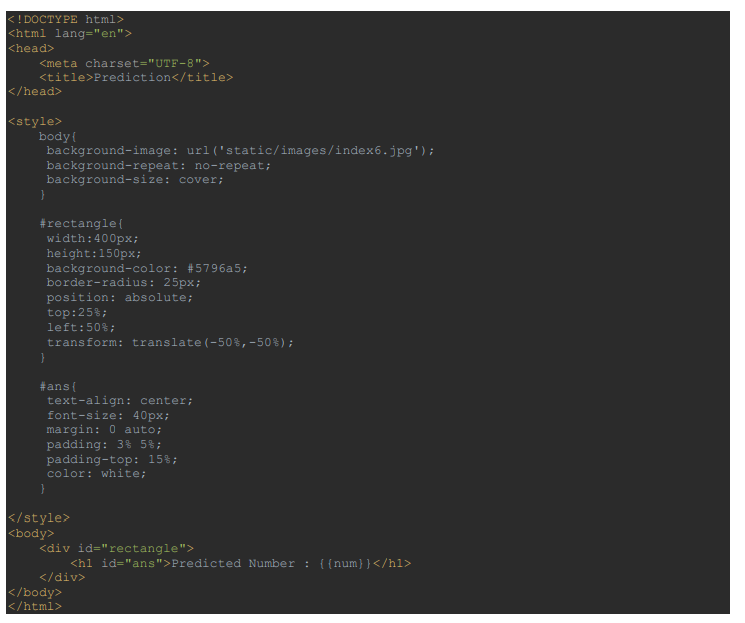 <!DOCTYPE html>
<html lang="en">
<head>
    <meta charset="UTF-8">
    <title>Prediction</title>
</head>

<style>
    body{
     background-image: url('static/images/index6.jpg');
     background-repeat: no-repeat;
     background-size: cover;
    }

    #rectangle{
     width:400px;
     height:150px;
     background-color: #5796a5;
     border-radius: 25px;
     position: absolute;
     top:25%;
     left:50%;
     transform: translate(-50%,-50%);
    }

    #ans{
     text-align: center;
     font-size: 40px;
     margin: 0 auto;
     padding: 3% 5%;
     padding-top: 15%;
     color: white;
    }

</style>
<body>
    <div id="rectangle">
        <h1 id="ans">Predicted Number : {{num}}</h1>
    </div>
</body>
</html>